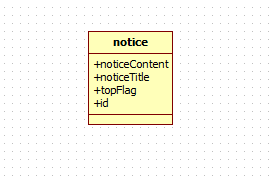 notice
+noticeContent
+noticeTitle
+topFlag
+id